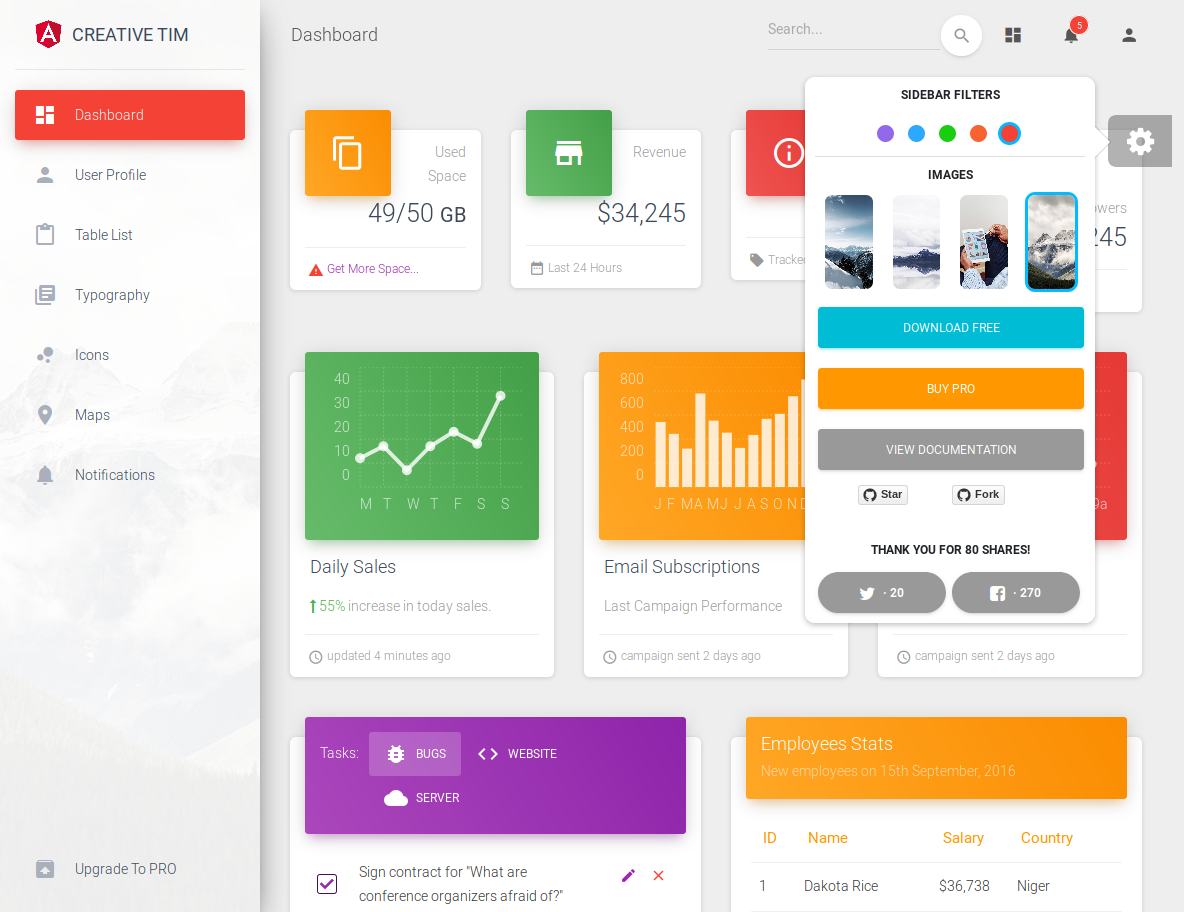 CREATIVE TIM
Dashboard
User Profile
Table List
Typography
Icons
Maps
Notifications
Upgrade To PRO
Dashboard
Search...
5
Used
Space
49/50 GB
Get More Space...
Revenue
$34,245
Last 24 Hours
Tracked
245
SIDEBAR FILTERS
IMAGES
DOWNLOAD FREE
BUY PRO
VIEW DOCUMENTATION
Star
Fork
THANK YOU FOR 80 SHARES!
· 20
· 270
40
30
20
10
0
M T W T F S S
Daily Sales
55% increase in today sales.
updated 4 minutes ago
800
600
400
200
0
J F M A M J J A S O N D
Email Subscriptions
Last Campaign Performance
campaign sent 2 days ago
9a
campaign sent 2 days ago
Tasks:
BUGS
WEBSITE
SERVER
Sign contract for "What are
conference organizers afraid of?"
Employees Stats
New employees on 15th September, 2016
ID Name Salary Country
1 Dakota Rice $36,738 Niger